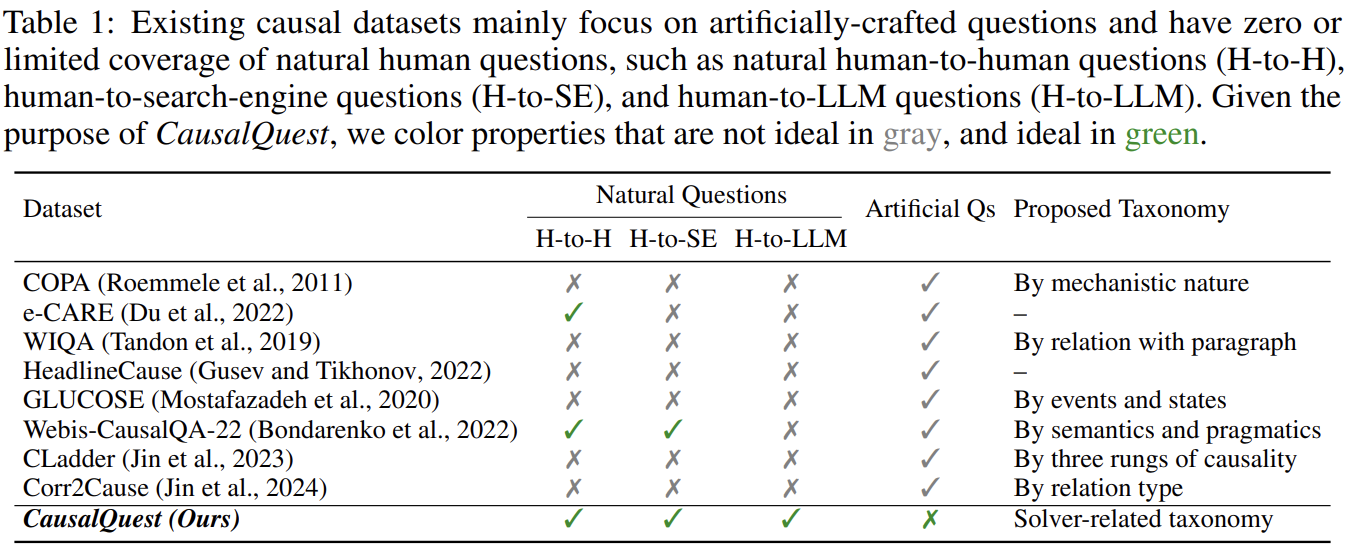 Table 1: Existing causal datasets mainly focus on artificially-crafted questions and have zero or
limited coverage of natural human questions, such as natural human-to-human questions (H-to-H),
human-to-search-engine questions (H-to-SE), and human-to-LLM questions (H-to-LLM). Given the
purpose of CausalQuest, we color properties that are not ideal in gray, and ideal in green.
Dataset Natural Questions Artificial Qs Proposed Taxonomy
H-to-H H-to-SE H-to-LLM
COPA (Roemmele et al., 2011) ✗ ✗ ✗ ✓ By mechanistic nature
e-CARE (Du et al., 2022) ✓ ✗ ✗ ✓ –
WIQA (Tandon et al., 2019) ✗ ✗ ✗ ✓ By relation with paragraph
HeadlineCause (Gusev and Tikhonov, 2022) ✗ ✗ ✗ ✓ –
GLUCOSE (Mostafazadeh et al., 2020) ✗ ✗ ✗ ✓ By events and states
Webis-CausalQA-22 (Bondarenko et al., 2022) ✓ ✓ ✗ ✓ By semantics and pragmatics
CLadder (Jin et al., 2023) ✗ ✗ ✗ ✓ By three rungs of causality
Corr2Cause (Jin et al., 2024) ✗ ✗ ✗ ✓ By relation type
CausalQuest (Ours) ✓ ✓ ✓ ✗ Solver-related taxonomy